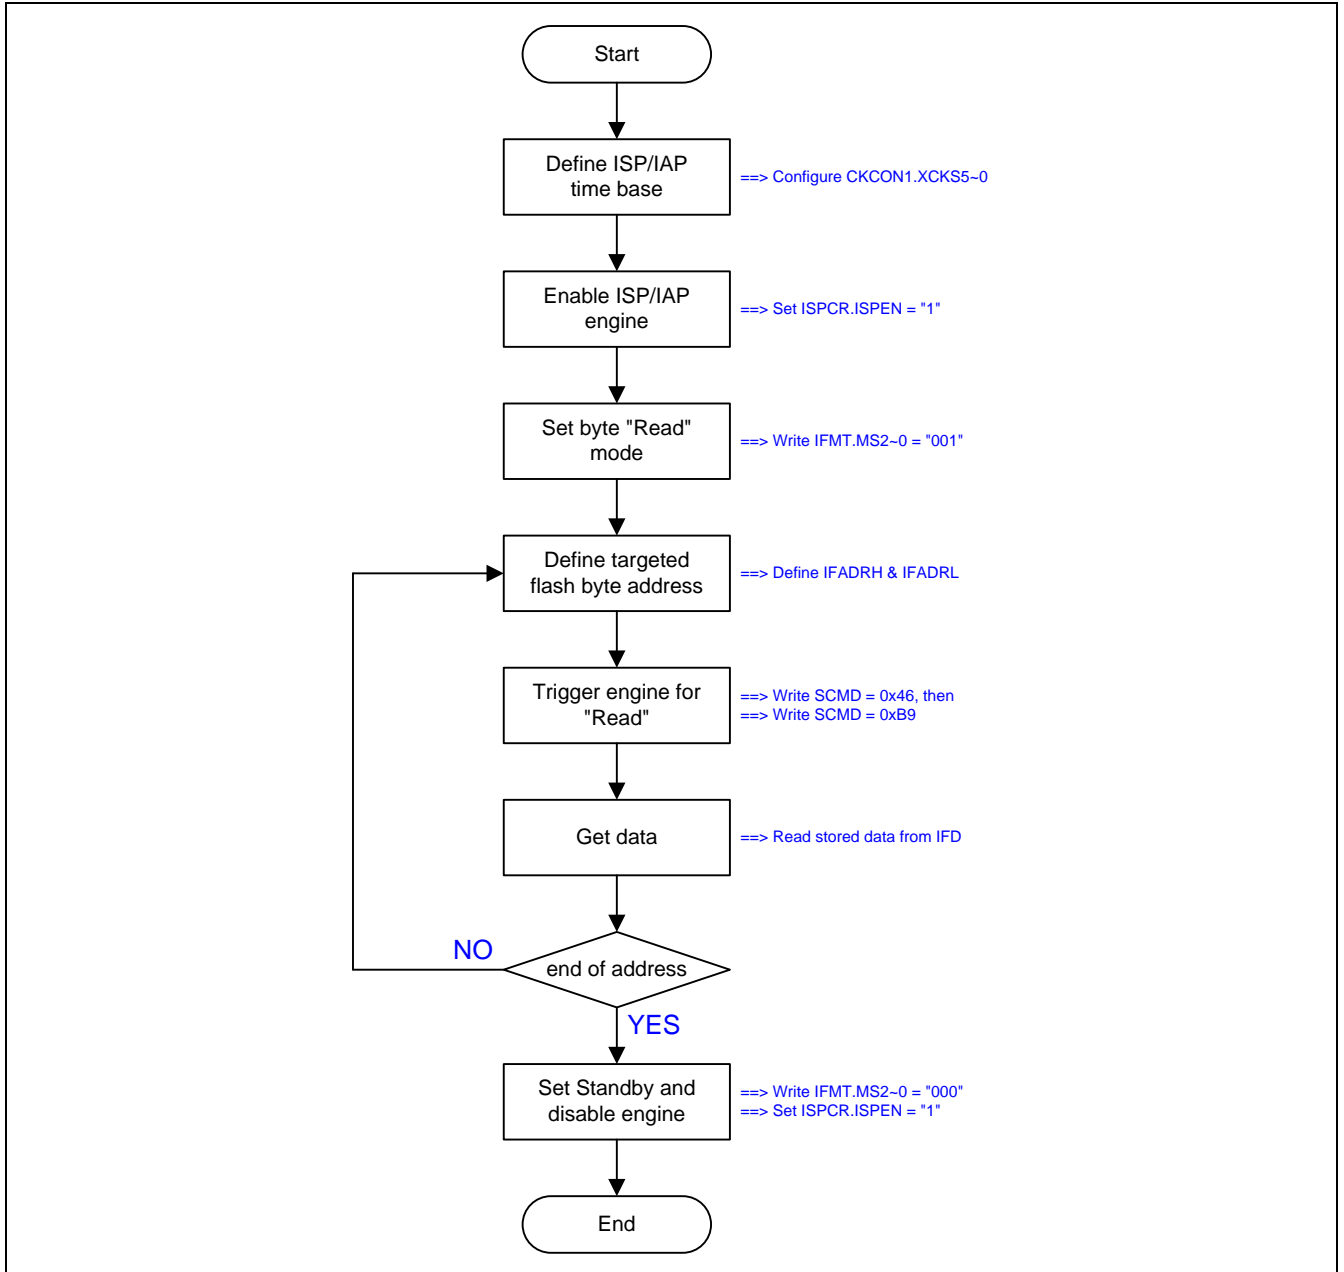 Start
Define ISP/IAP
time base
==> Configure CKCON1.XCKS5~0
Enable ISP/IAP
engine
==> Set ISPCR.ISPEN = "1"
Set byte "Read"
mode
==> Write IFMT.MS2~0 = "001"
Define targeted
flash byte address
==> Define IFADRH & IFADRL
Trigger engine for
"Read"
==> Write SCMD = 0x46, then
==> Write SCMD = 0xB9
Get data
==> Read stored data from IFD
NO
end of address
YES
Set Standby and
disable engine
==> Write IFMT.MS2~0 = "000"
==> Set ISPCR.ISPEN = "1"
End